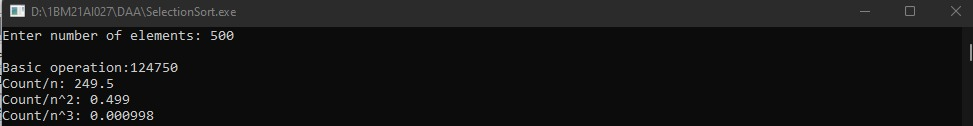 D:\1BM21AI027\DAA\SelectionSort.exe
Enter number of elements: 500
Basic operation:124750
Count/n: 249.5
Count/n^2: 0.499
Count/n^3: 0.000998